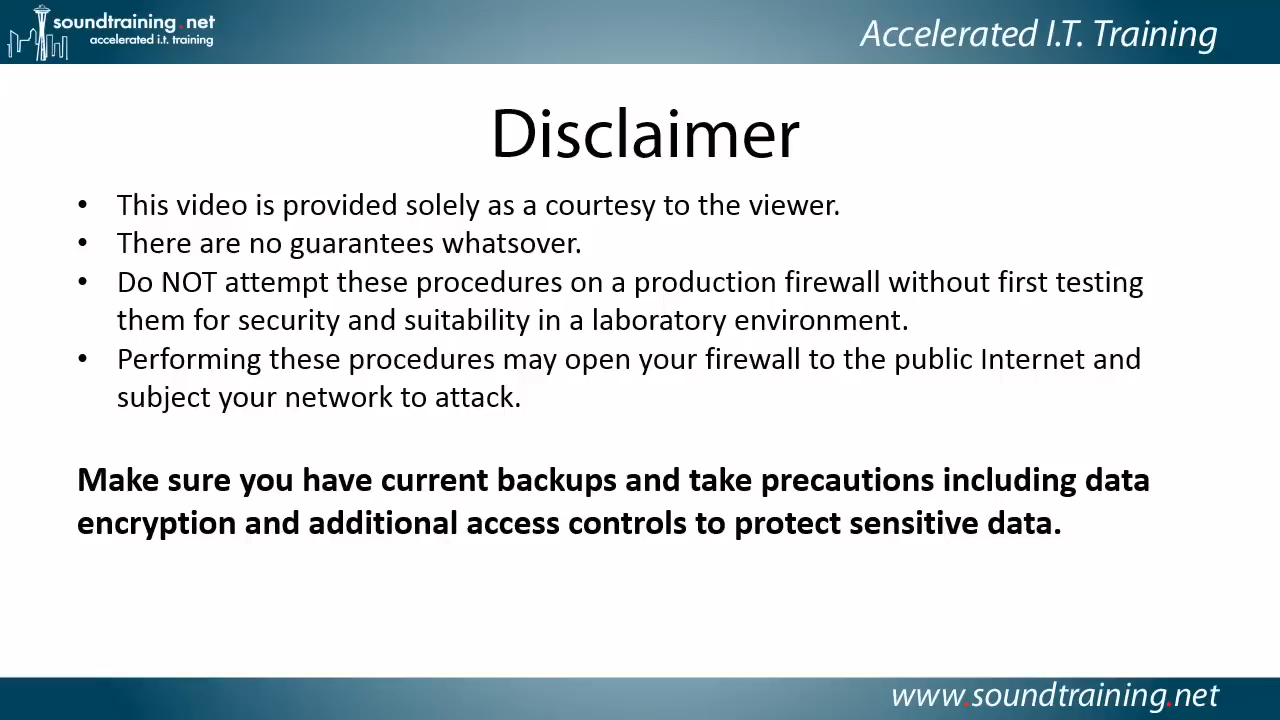 soundtraining.net
accelerated i.t. training
Accelerated I.T. Training
Disclaimer
• This video is provided solely as a courtesy to the viewer.
• There are no guarantees whatsover.
• Do NOT attempt these procedures on a production firewall without first testing
them for security and suitability in a laboratory environment.
• Performing these procedures may open your firewall to the public Internet and
subject your network to attack.
Make sure you have current backups and take precautions including data
encryption and additional access controls to protect sensitive data.
www.soundtraining.net